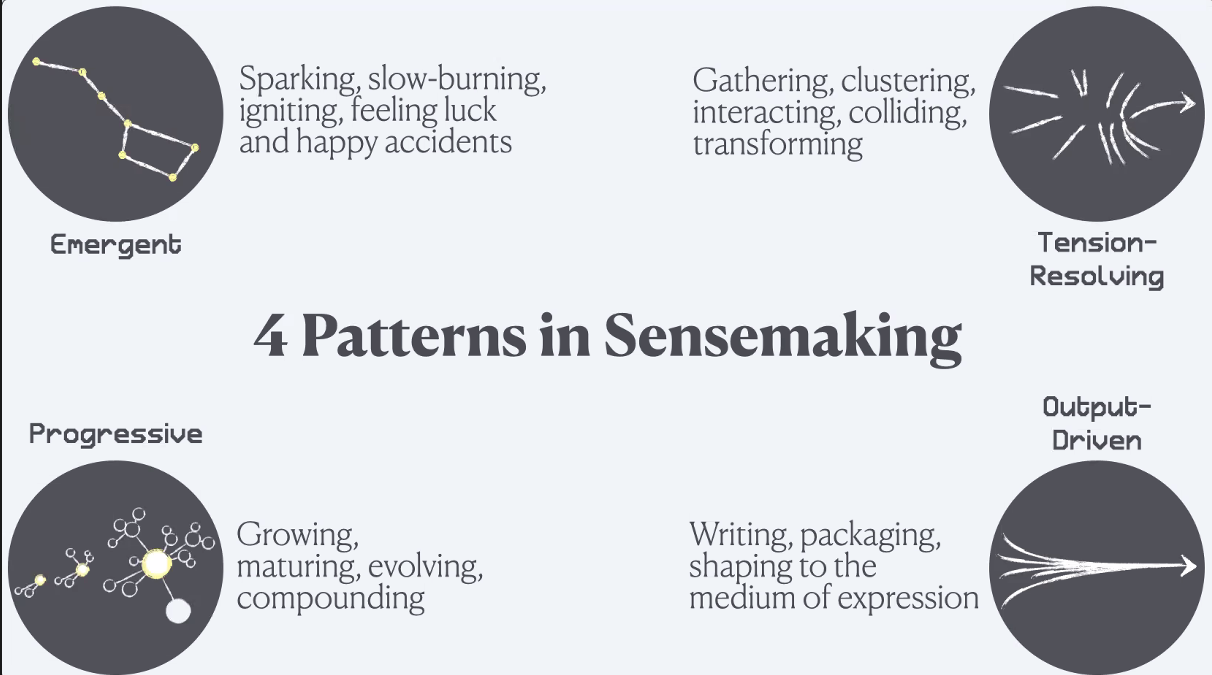 Sparking, slow-burning,
igniting, feeling luck
and happy accidents
Emergent
Gathering, clustering,
interacting, colliding,
transforming
Tension-
Resolving
4 Patterns in Sensemaking
Progressive
Growing,
maturing, evolving,
compounding
Output-
Driven
Writing, packaging,
shaping to the
medium of expression